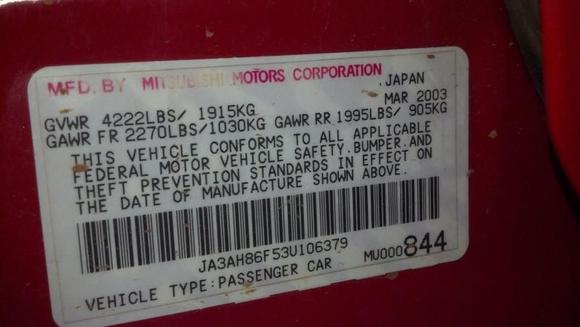 MFD. BY MITSUBISHI MOTORS CORPORATION JAPAN
GVWR 4222LBS/ 1915KG MAR 2003
GAWR FR 2270LBS/1030KG GAWR RR 1995LBS/ 905KG
THIS VEHICLE CONFORMS TO ALL APPLICABLE
FEDERAL MOTOR VEHICLE SAFETY.BUMPER.AND
THEFT PREVENTION STANDARDS IN EFFECT ON
THE DATE OF MANUFACTURE SHOWN ABOVE.
JA3AH86F53U106379 MU000844
VEHICLE TYPE:PASSENGER CAR